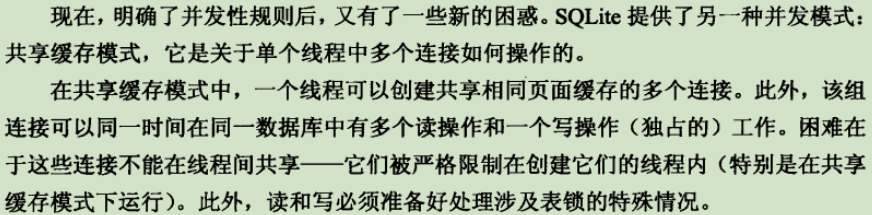 现在，明确了并发性规则后，又有了一些新的困惑。SQLite 提供了另一种并发模式：
共享缓存模式，它是关于单个线程中多个连接如何操作的。
在共享缓存模式中，一个线程可以创建共享相同页面缓存的多个连接。此外，该组
连接可以同一时间在同一数据库中有多个读操作和一个写操作（独占的）工作。困难在
于这些连接不能在线程间共享——它们被严格限制在创建它们的线程内（特别是在共享
缓存模式下运行）。此外，读和写必须准备好处理涉及表锁的特殊情况。